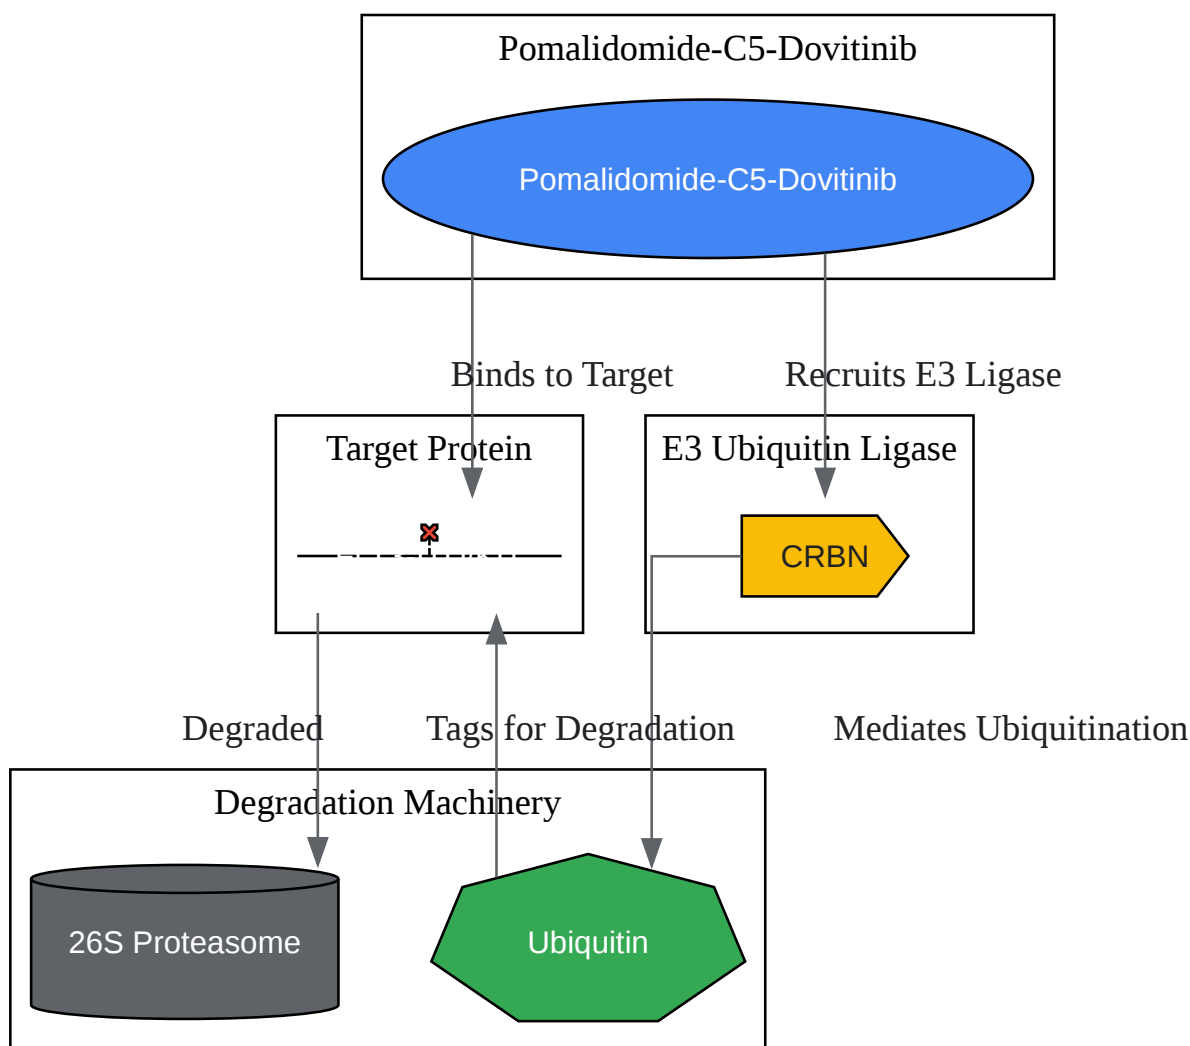 Pomalidomide-C5-Dovitinib
Pomalidomide-C5-Dovitinib
Binds to Target
Recruits E3 Ligase
Target Protein
E3 Ubiquitin Ligase
CRBN
Degraded
Tags for Degradation
Mediates Ubiquitination
Degradation Machinery
26S Proteasome
Ubiquitin